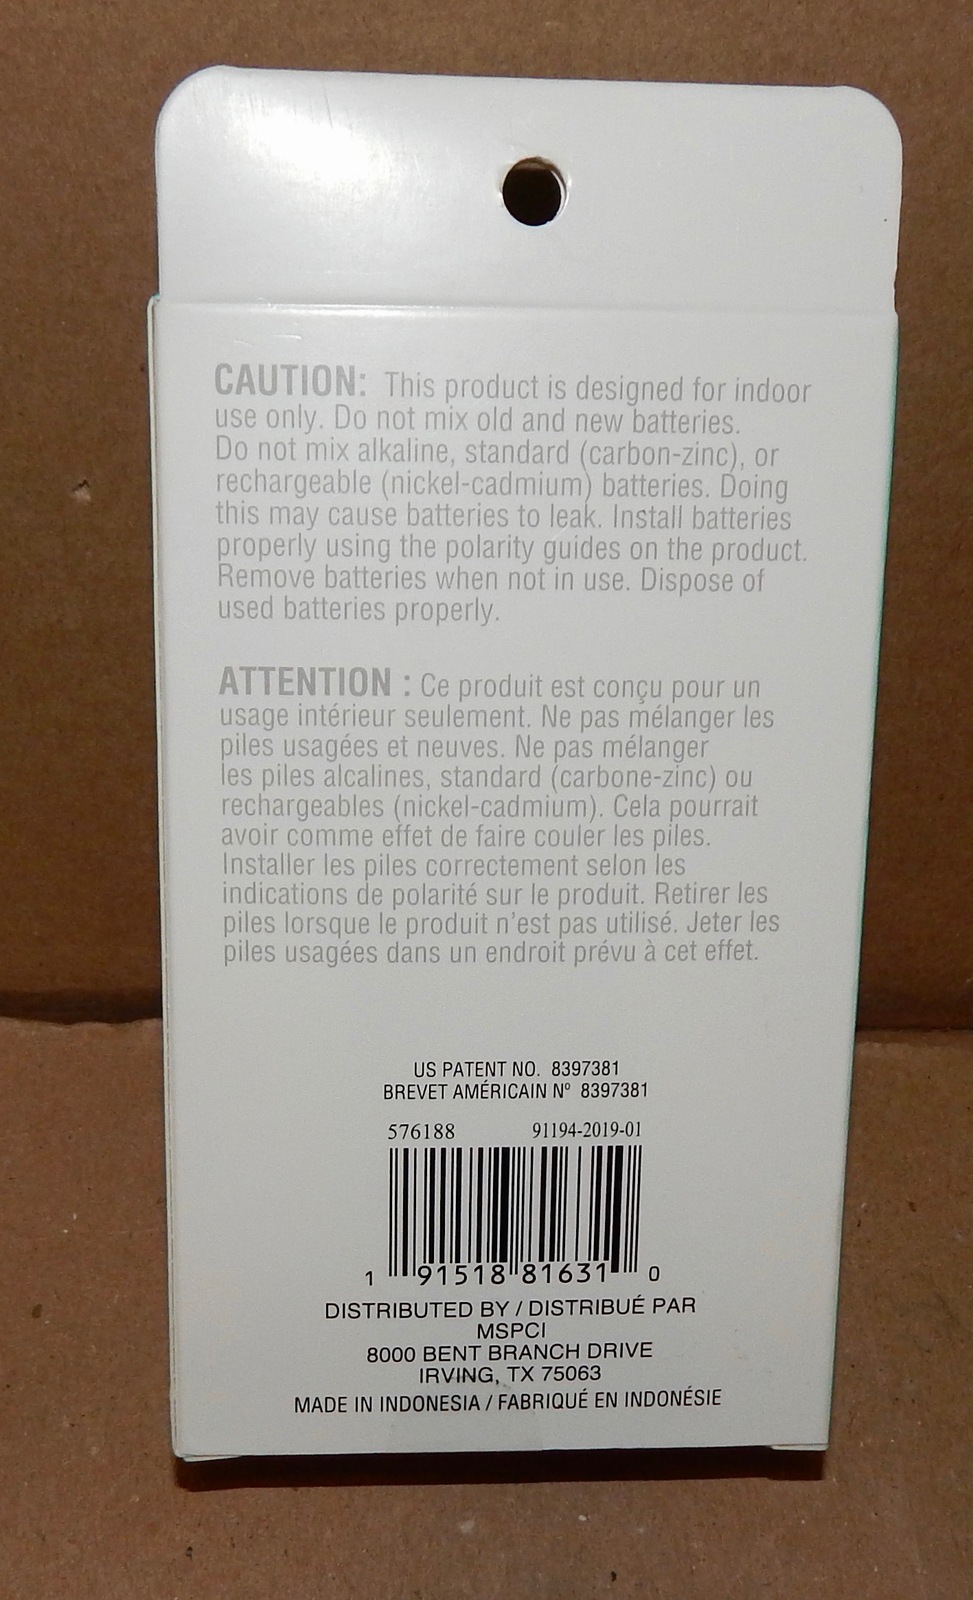 CAUTION: This product is designed for indoor
use only. Do not mix old and new batteries.
Do not mix alkaline, standard (carbon-zinc), or
rechargeable (nickel-cadmium) batteries. Doing
this may cause batteries to leak. Install batteries
properly using the polarity guides on the product.
Remove batteries when not in use. Dispose of
used batteries properly.
ATTENTION : Ce produit est conçu pour un
usage intérieur seulement. Ne pas mélanger les
piles usagées et neuves. Ne pas mélanger
les piles alcalines, standard (carbone-zinc) ou
rechargeables (nickel-cadmium). Cela pourrait
avoir comme effet de faire couler les piles.
Installer les piles correctement selon les
indications de polarité sur le produit. Retirer les
piles lorsque le produit n'est pas utilisé. Jeter les
piles usagées dans un endroit prévu à cet effet.
US PATENT NO. 8397381
BREVET AMÉRICAIN Nº 8397381
576188 91194-2019-01
1 91518 81631 0
DISTRIBUTED BY / DISTRIBUÉ PAR
MSPCI
8000 BENT BRANCH DRIVE
IRVING, TX 75063
MADE IN INDONESIA / FABRIQUÉ EN INDONÉSIE